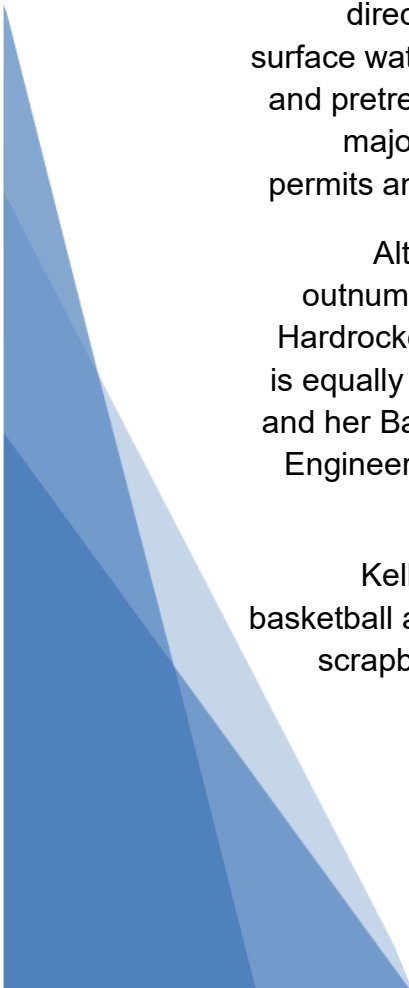 direc
surface wat
and pretre
majo
permits an
Alt
outnum
Hardrocke
is equally
and her Ba
Engineer
Kell
basketball a
scrapb